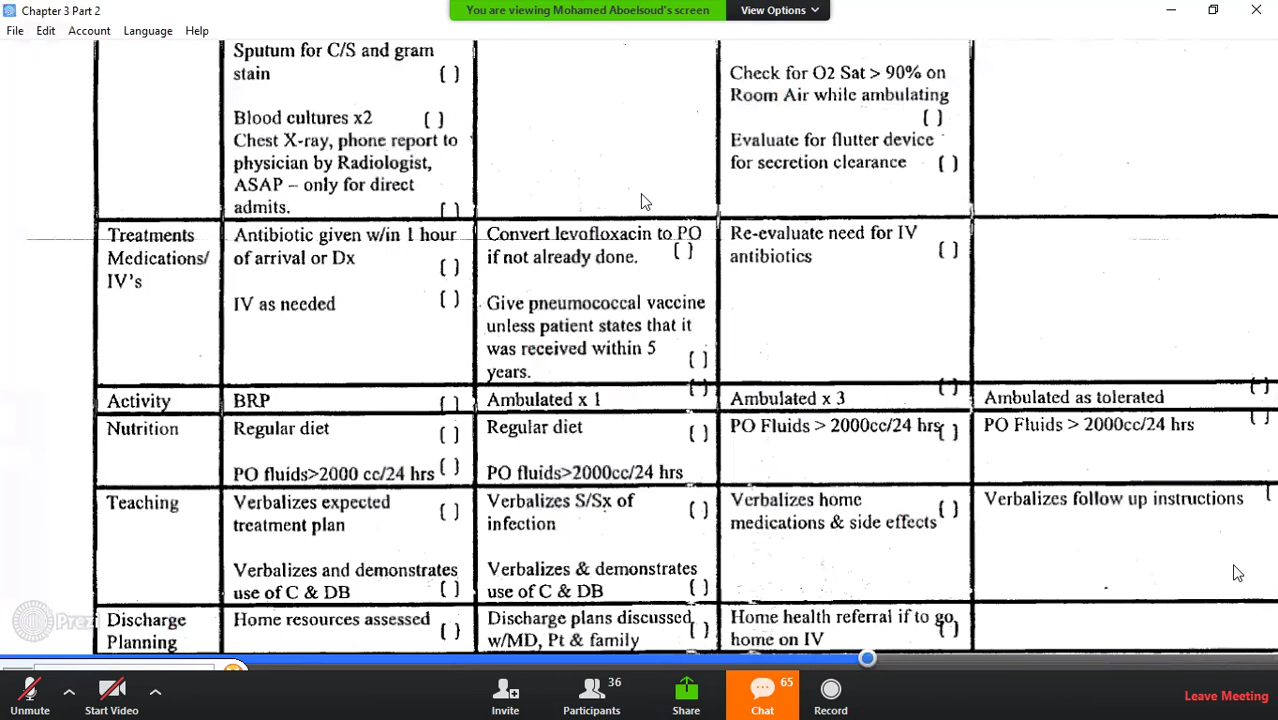 Chapter 3 Part 2
You are viewing Mohamed Aboelsoud's screen
View Options
File Edit Account Language Help
Sputum for C/S and gram
stain [ ]
Blood cultures x2 [ ]
Chest X-ray, phone report to
physician by Radiologist,
ASAP – only for direct
admits. [ ]
Check for O2 Sat > 90% on
Room Air while ambulating
[ ]
Evaluate for flutter device
for secretion clearance [ ]
Treatments
Medications/
IV's
Antibiotic given w/in 1 hour
of arrival or Dx [ ]
IV as needed [ ]
Convert levofloxacin to PO
if not already done. [ ]
Give pneumococcal vaccine
unless patient states that it
was received within 5
years. [ ]
Re-evaluate need for IV
antibiotics [ ]
Activity
BRP [ ]
Ambulated x 1 [ ]
Ambulated x 3 [ ]
Ambulated as tolerated [ ]
Nutrition
Regular diet [ ]
PO fluids>2000 cc/24 hrs [ ]
Regular diet [ ]
PO fluids>2000cc/24 hrs
PO Fluids > 2000cc/24 hrs [ ]
PO Fluids > 2000cc/24 hrs [ ]
Teaching
Verbalizes expected
treatment plan [ ]
Verbalizes and demonstrates
use of C & DB [ ]
Verbalizes S/Sx of
infection [ ]
Verbalizes & demonstrates
use of C & DB [ ]
Verbalizes home
medications & side effects [ ]
Verbalizes follow up instructions [
Discharge
Planning
Home resources assessed [ ]
Discharge plans discussed
w/MD, Pt & family [ ]
Home health referral if to go
home on IV [ ]
Prezi
Unmute
Start Video
Invite
36
Participants
Share
65
Chat
Record
Leave Meeting